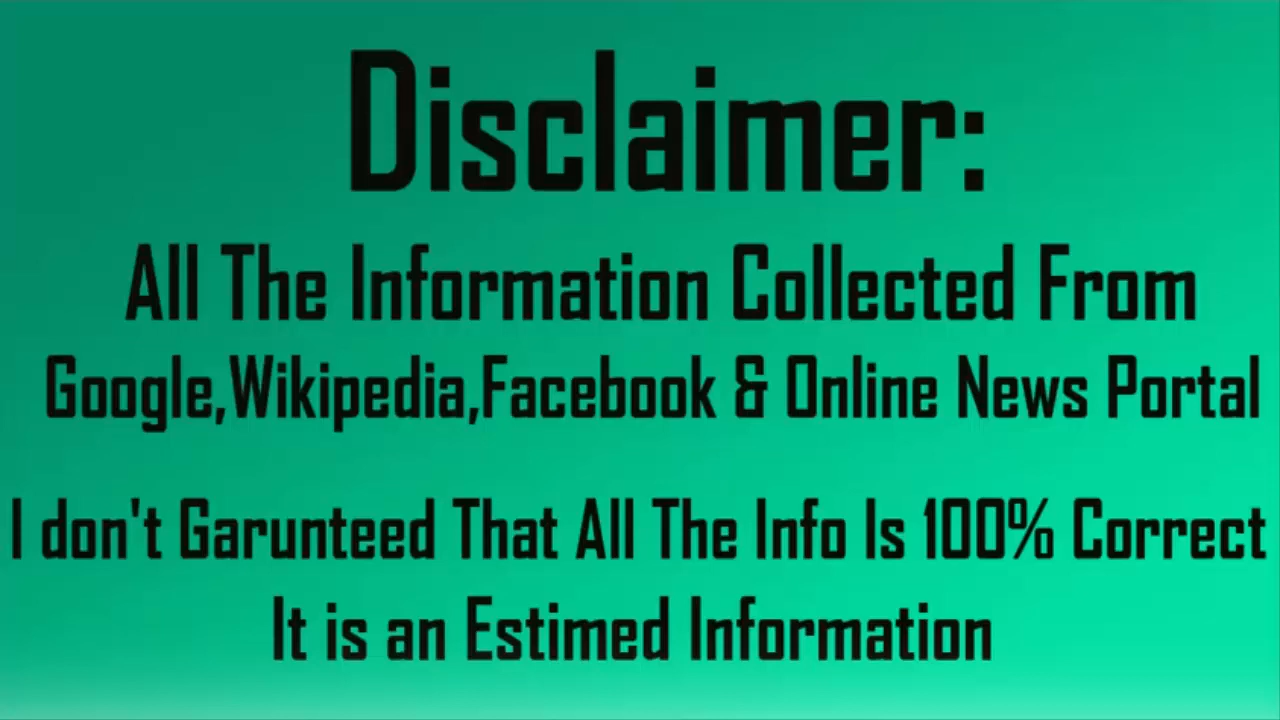 Disclaimer:
All The Information Collected From
Google,Wikipedia,Facebook & Online News Portal
I don't Garunteed That All The Info Is 100% Correct
It is an Estimed Information